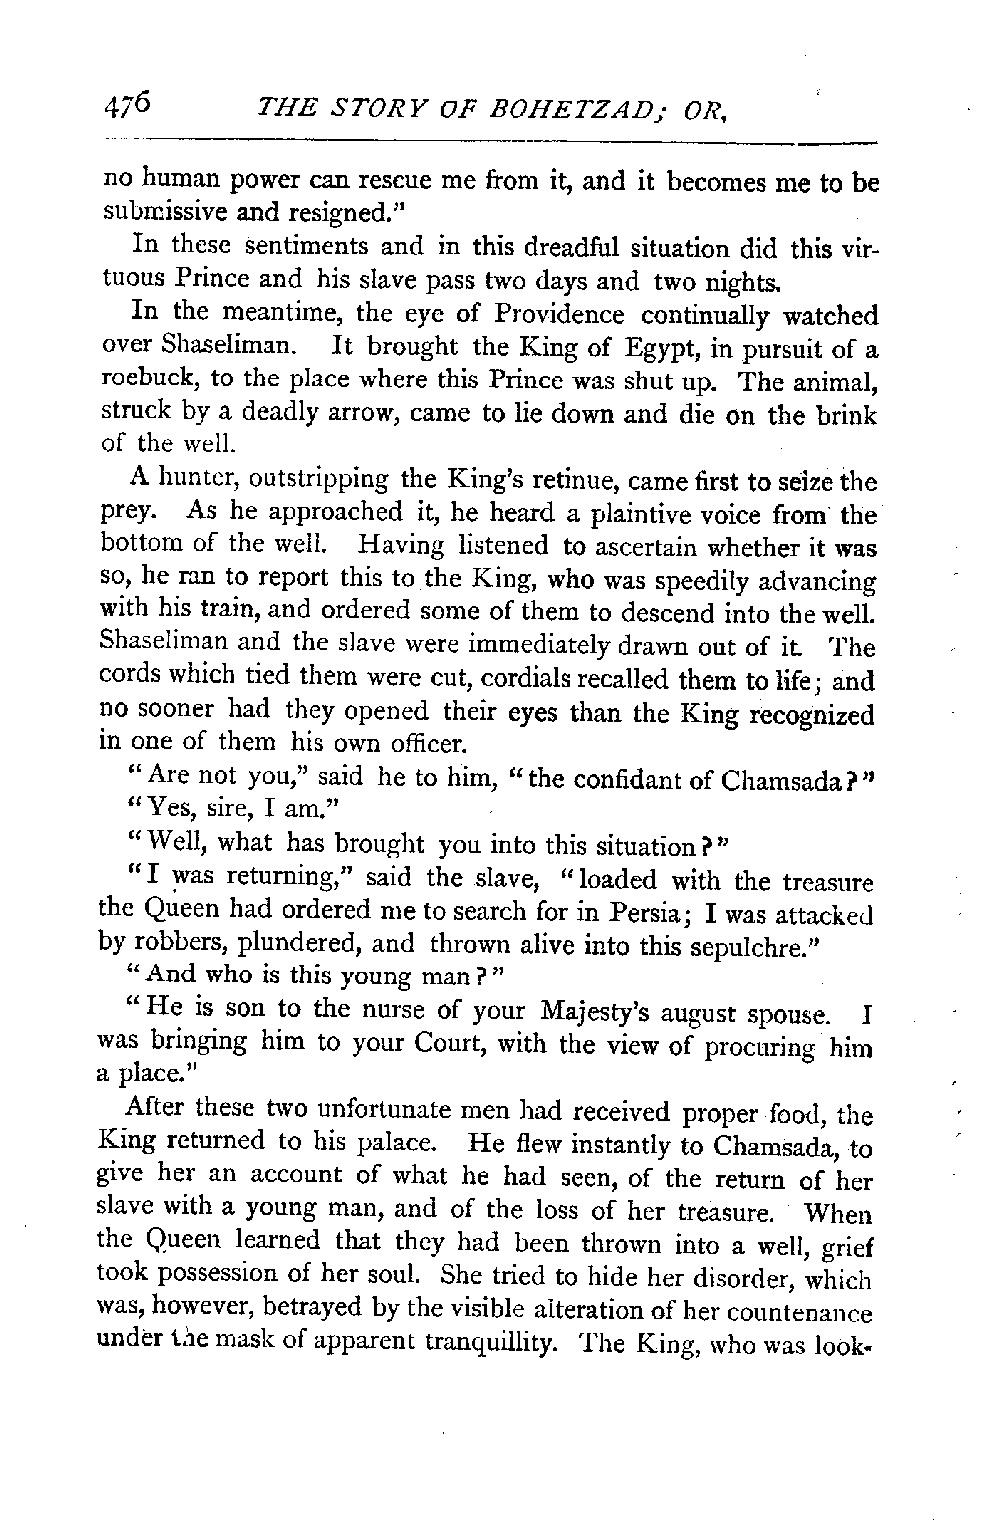 476 THE STORY OF BOHETZAD; OR,
no human power can rescue me from it, and it becomes me to be
submissive and resigned."
In these sentiments and in this dreadful situation did this vir-
tuous Prince and his slave pass two days and two nights.
In the meantime, the eye of Providence continually watched
over Shaseliman. It brought the King of Egypt, in pursuit of a
roebuck, to the place where this Prince was shut up. The animal,
struck by a deadly arrow, came to lie down and die on the brink
of the well.
A hunter, outstripping the King's retinue, came first to seize the
prey. As he approached it, he heard a plaintive voice from the
bottom of the well. Having listened to ascertain whether it was
so, he ran to report this to the King, who was speedily advancing
with his train, and ordered some of them to descend into the well.
Shaseliman and the slave were immediately drawn out of it. The
cords which tied them were cut, cordials recalled them to life; and
no sooner had they opened their eyes than the King recognized
in one of them his own officer.
"Are not you," said he to him, "the confidant of Chamsada?"
"Yes, sire, I am."
"Well, what has brought you into this situation?"
"I was returning," said the slave, "loaded with the treasure
the Queen had ordered me to search for in Persia; I was attacked
by robbers, plundered, and thrown alive into this sepulchre."
"And who is this young man?"
"He is son to the nurse of your Majesty's august spouse. I
was bringing him to your Court, with the view of procuring him
a place."
After these two unfortunate men had received proper food, the
King returned to his palace. He flew instantly to Chamsada, to
give her an account of what he had seen, of the return of her
slave with a young man, and of the loss of her treasure. When
the Queen learned that they had been thrown into a well, grief
took possession of her soul. She tried to hide her disorder, which
was, however, betrayed by the visible alteration of her countenance
under the mask of apparent tranquillity. The King, who was look-